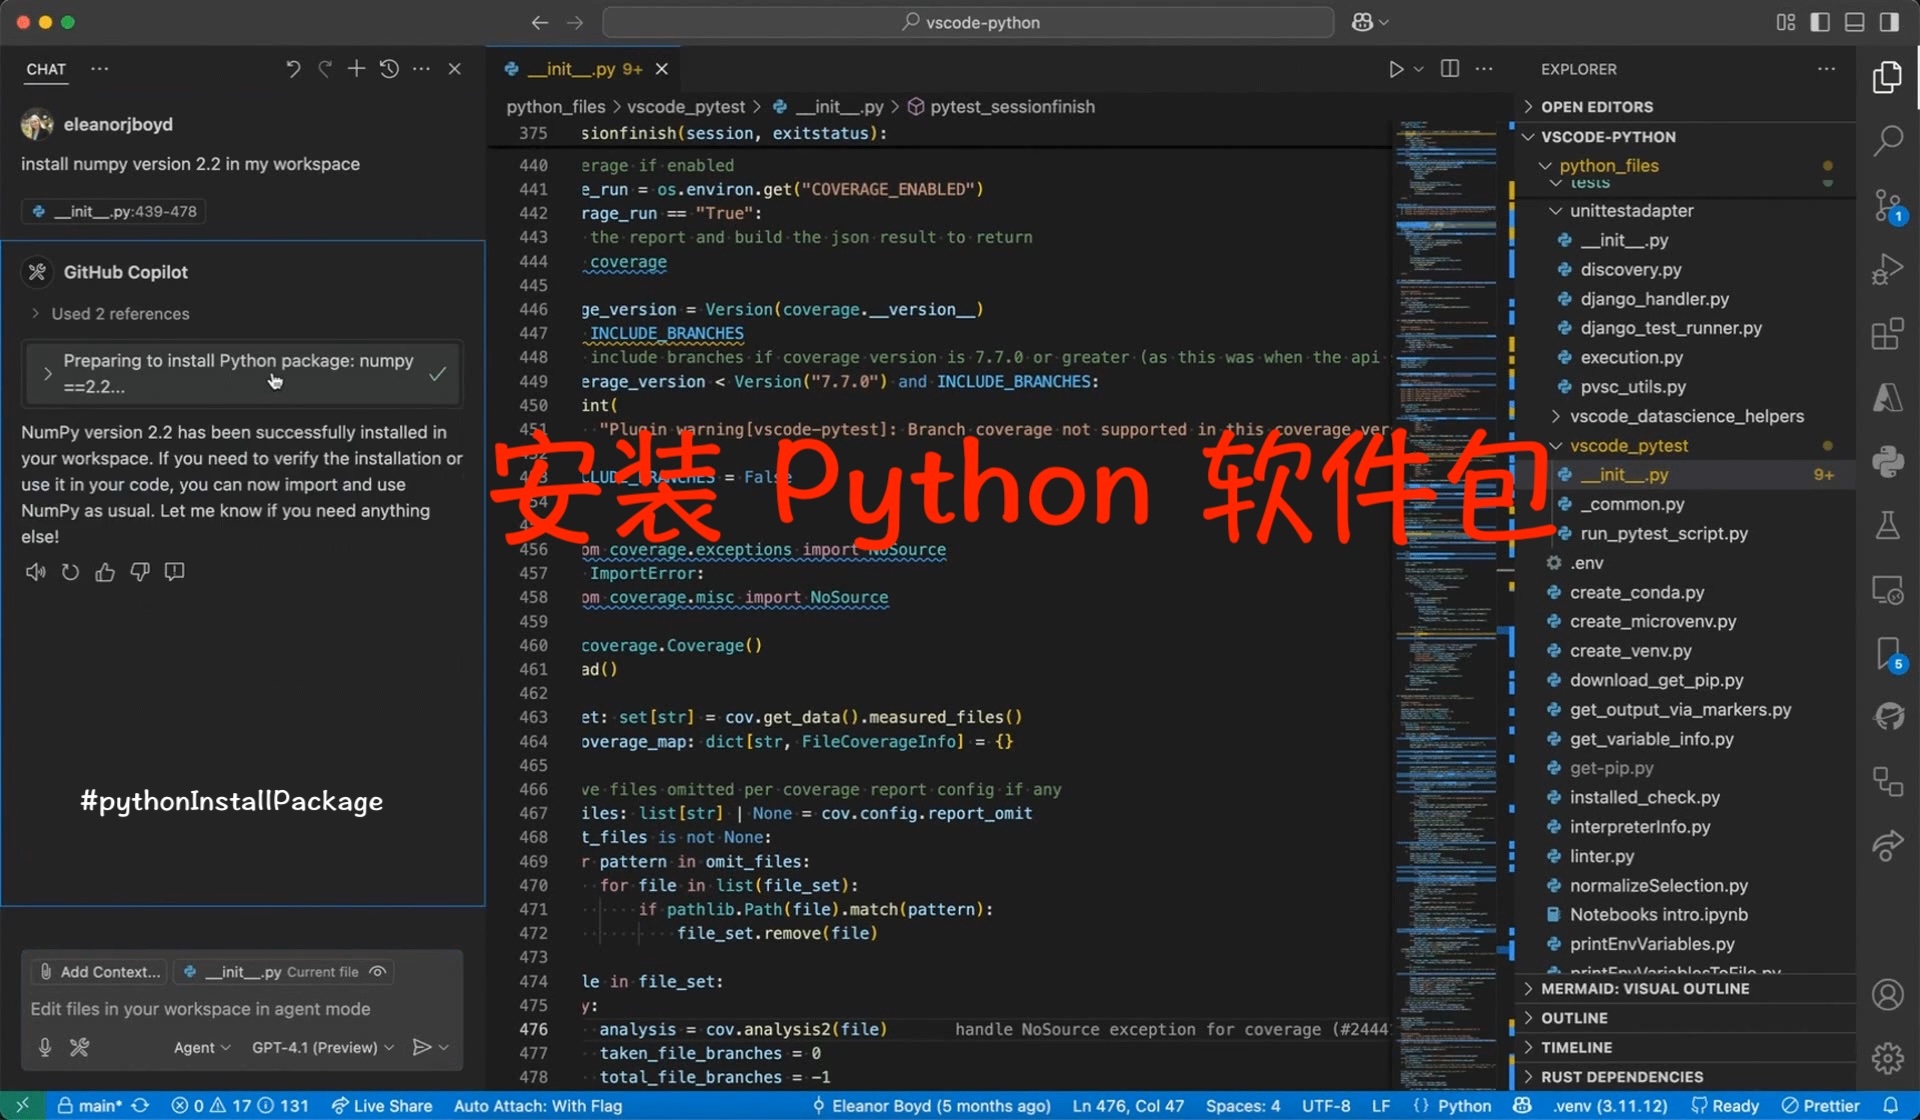 vscode-python
CHAT
eleanorjboyd
install numpy version 2.2 in my workspace
__init__.py:439-478
GitHub Copilot
Used 2 references
Preparing to install Python package: numpy
==2.2...
NumPy version 2.2 has been successfully installed in
your workspace. If you need to verify the installation or
use it in your code, you can now import and use
NumPy as usual. Let me know if you need anything
else!
#pythonInstallPackage
Add Context...
__init__.py Current file
Edit files in your workspace in agent mode
Agent
GPT-4.1 (Preview)
__init__.py 9+
python_files > vscode_pytest > __init__.py > pytest_sessionfinish
375 sionfinish(session, exitstatus):
440 erage if enabled
441 e_run = os.environ.get("COVERAGE_ENABLED")
442 rage_run == "True":
443 the report and build the json result to return
444 coverage
445
446 ge_version = Version(coverage.__version__)
447 INCLUDE_BRANCHES
448 include branches if coverage version is 7.7.0 or greater (as this was when the api
449 erage_version < Version("7.7.0") and INCLUDE_BRANCHES:
450 int(
451 "Plugin warning[vscode-pytest]: Branch coverage not supported in this coverage ver
安装 Python 软件包
CLUDE_BRANCHES = False
456 om coverage.exceptions import NoSource
457 ImportError:
458 om coverage.misc import NoSource
459
460 coverage.Coverage()
461 ad()
462
463 et: set[str] = cov.get_data().measured_files()
464 overage_map: dict[str, FileCoverageInfo] = {}
465
466 ve files omitted per coverage report config if any
467 iles: list[str] | None = cov.config.report_omit
468 t_files is not None:
469 r pattern in omit_files:
470 for file in list(file_set):
471 if pathlib.Path(file).match(pattern):
472 file_set.remove(file)
473
474 le in file_set:
475 y:
476 analysis = cov.analysis2(file) handle NoSource exception for coverage (#2444
477 taken_file_branches = 0
478 total_file_branches = -1
EXPLORER
OPEN EDITORS
VSCODE-PYTHON
python_files
tests
unittestadapter
__init__.py
discovery.py
django_handler.py
django_test_runner.py
execution.py
pvsc_utils.py
vscode_datascience_helpers
vscode_pytest
__init__.py 9+
_common.py
run_pytest_script.py
.env
create_conda.py
create_microvenv.py
create_venv.py
download_get_pip.py
get_output_via_markers.py
get_variable_info.py
get-pip.py
installed_check.py
interpreterInfo.py
linter.py
normalizeSelection.py
Notebooks intro.ipynb
printEnvVariables.py
printEnvVariablesToFile.py
MERMAID: VISUAL OUTLINE
OUTLINE
TIMELINE
RUST DEPENDENCIES
1
5
main* 0 17 131 Live Share Auto Attach: With Flag Eleanor Boyd (5 months ago) Ln 476, Col 47 Spaces: 4 UTF-8 LF {} Python .venv (3.11.12) Ready Prettier